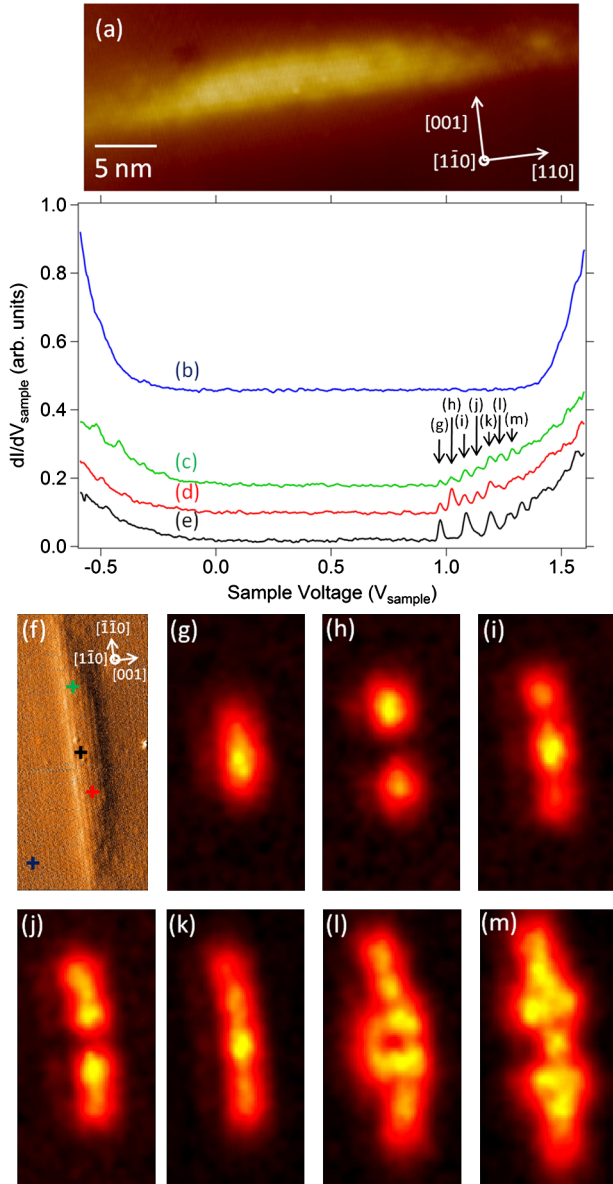 (a)
[001]
[11̄0]
[110]
5 nm
1.0
0.8
0.6
0.4
0.2
0.0
dI/dVsample (arb. units)
(b)
(c)
(d)
(e)
(g)
(h)
(i)
(j)
(k)
(l)
(m)
-0.5
0.0
0.5
1.0
1.5
Sample Voltage (Vsample)
(f)
[1̄1̄0]
[11̄0]
[001]
(g)
(h)
(i)
(j)
(k)
(l)
(m)